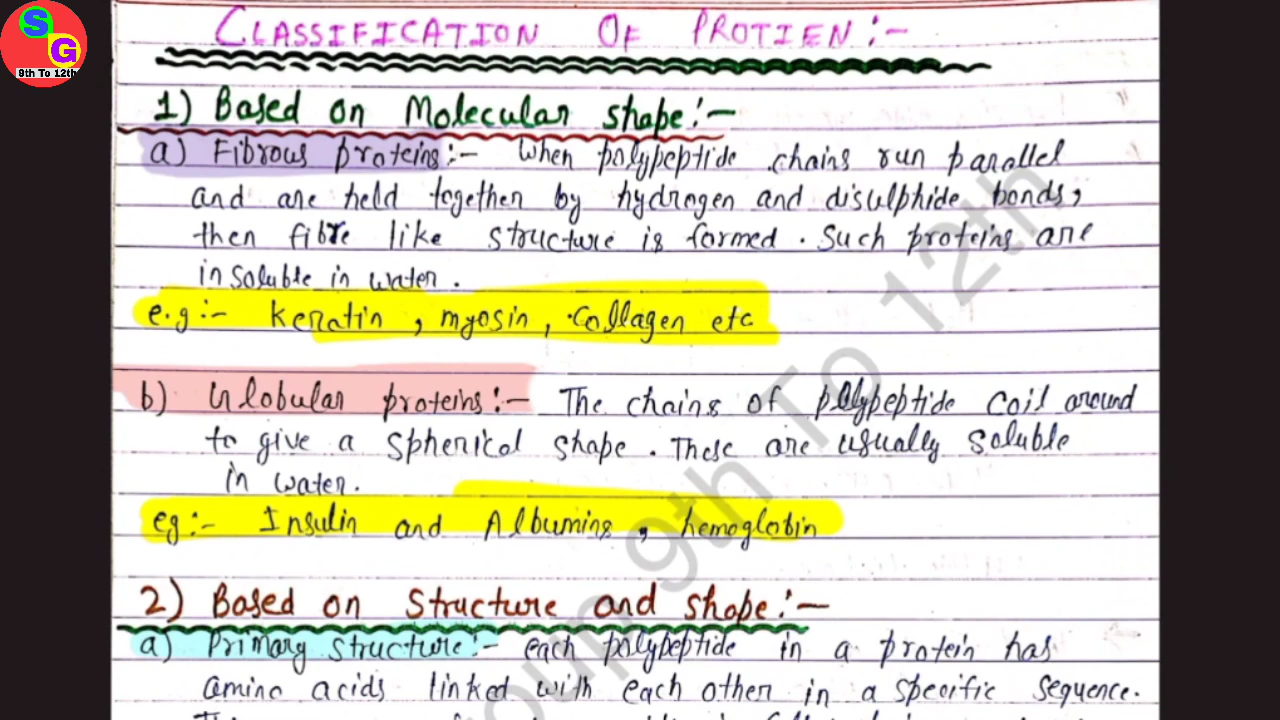 SG
9th To 12th
CLASSIFICATION OF PROTIEN:-
1) Based on Molecular shape:-
a) Fibrous proteins:- When polypeptide chains run parallel
and are held together by hydrogen and disulphide bonds,
then fibre like structure is formed. Such proteins are
insoluble in water.
e.g:- keratin, myosin, collagen etc
b) Globular proteins:- The chains of polypeptide coil around
to give a spherical shape. These are usually soluble
in water.
eg:- Insulin and Albumins, hemoglobin
2) Based on Structure and shape:-
a) Primary structure:- each polypeptide in a protein has
amino acids linked with each other in a specific sequence.
oup 9th To 12th